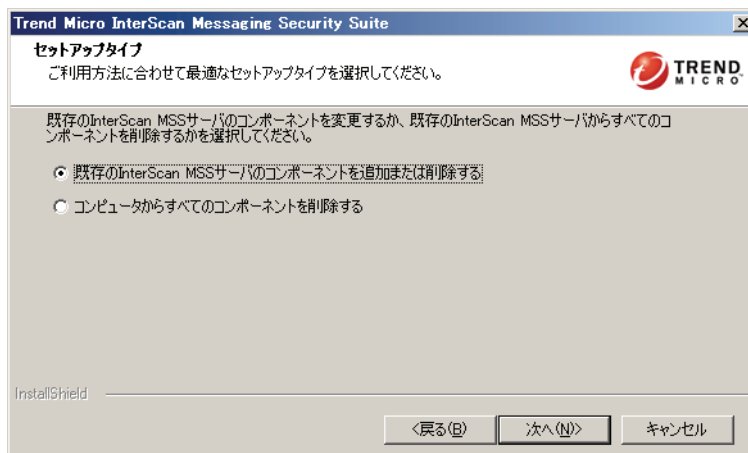 Trend Micro InterScan Messaging Security Suite
セットアップタイプ
ご利用方法に合わせて最適なセットアップタイプを選択してください。
TREND
MICRO
既存のInterScan MSSサーバのコンポーネントを変更するか、既存のInterScan MSSサーバからすべてのコ
ンポーネントを削除するかを選択してください。
既存のInterScan MSSサーバのコンポーネントを追加または削除する
コンピュータからすべてのコンポーネントを削除する
InstallShield
<戻る(B)
次へ(N)>
キャンセル